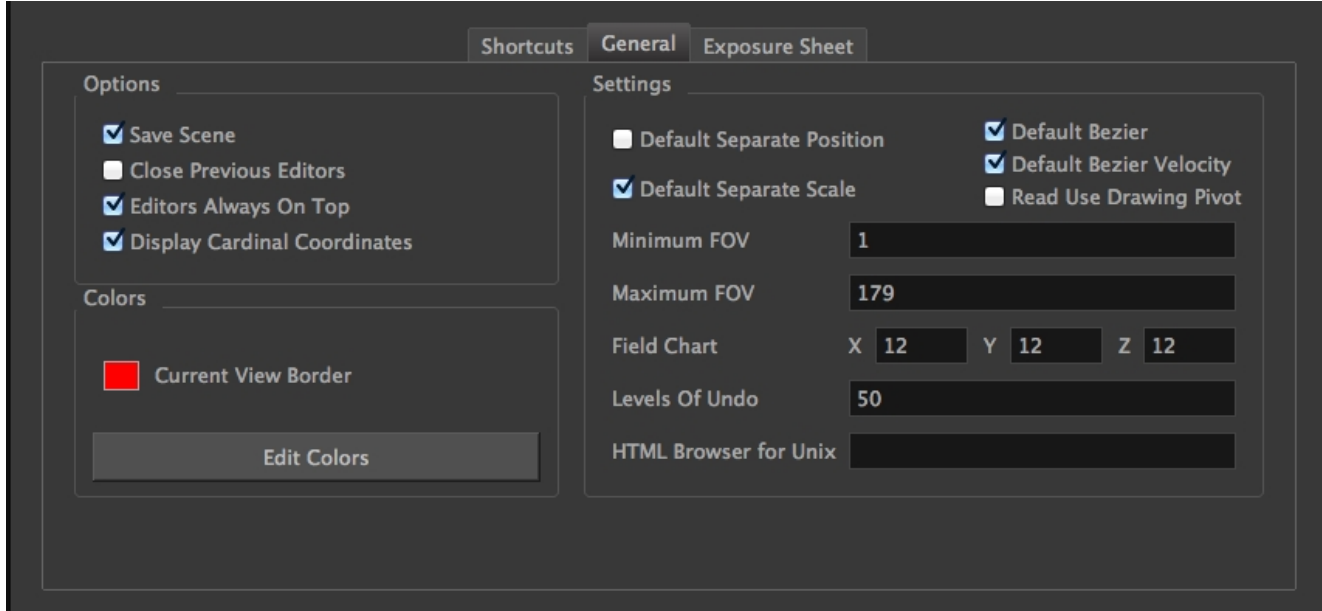 Shortcuts General Exposure Sheet
Options
Save Scene
Close Previous Editors
Editors Always On Top
Display Cardinal Coordinates
Colors
Current View Border
Edit Colors
Settings
Default Separate Position
Default Separate Scale
Default Bezier
Default Bezier Velocity
Read Use Drawing Pivot
Minimum FOV 1
Maximum FOV 179
Field Chart X 12 Y 12 Z 12
Levels Of Undo 50
HTML Browser for Unix